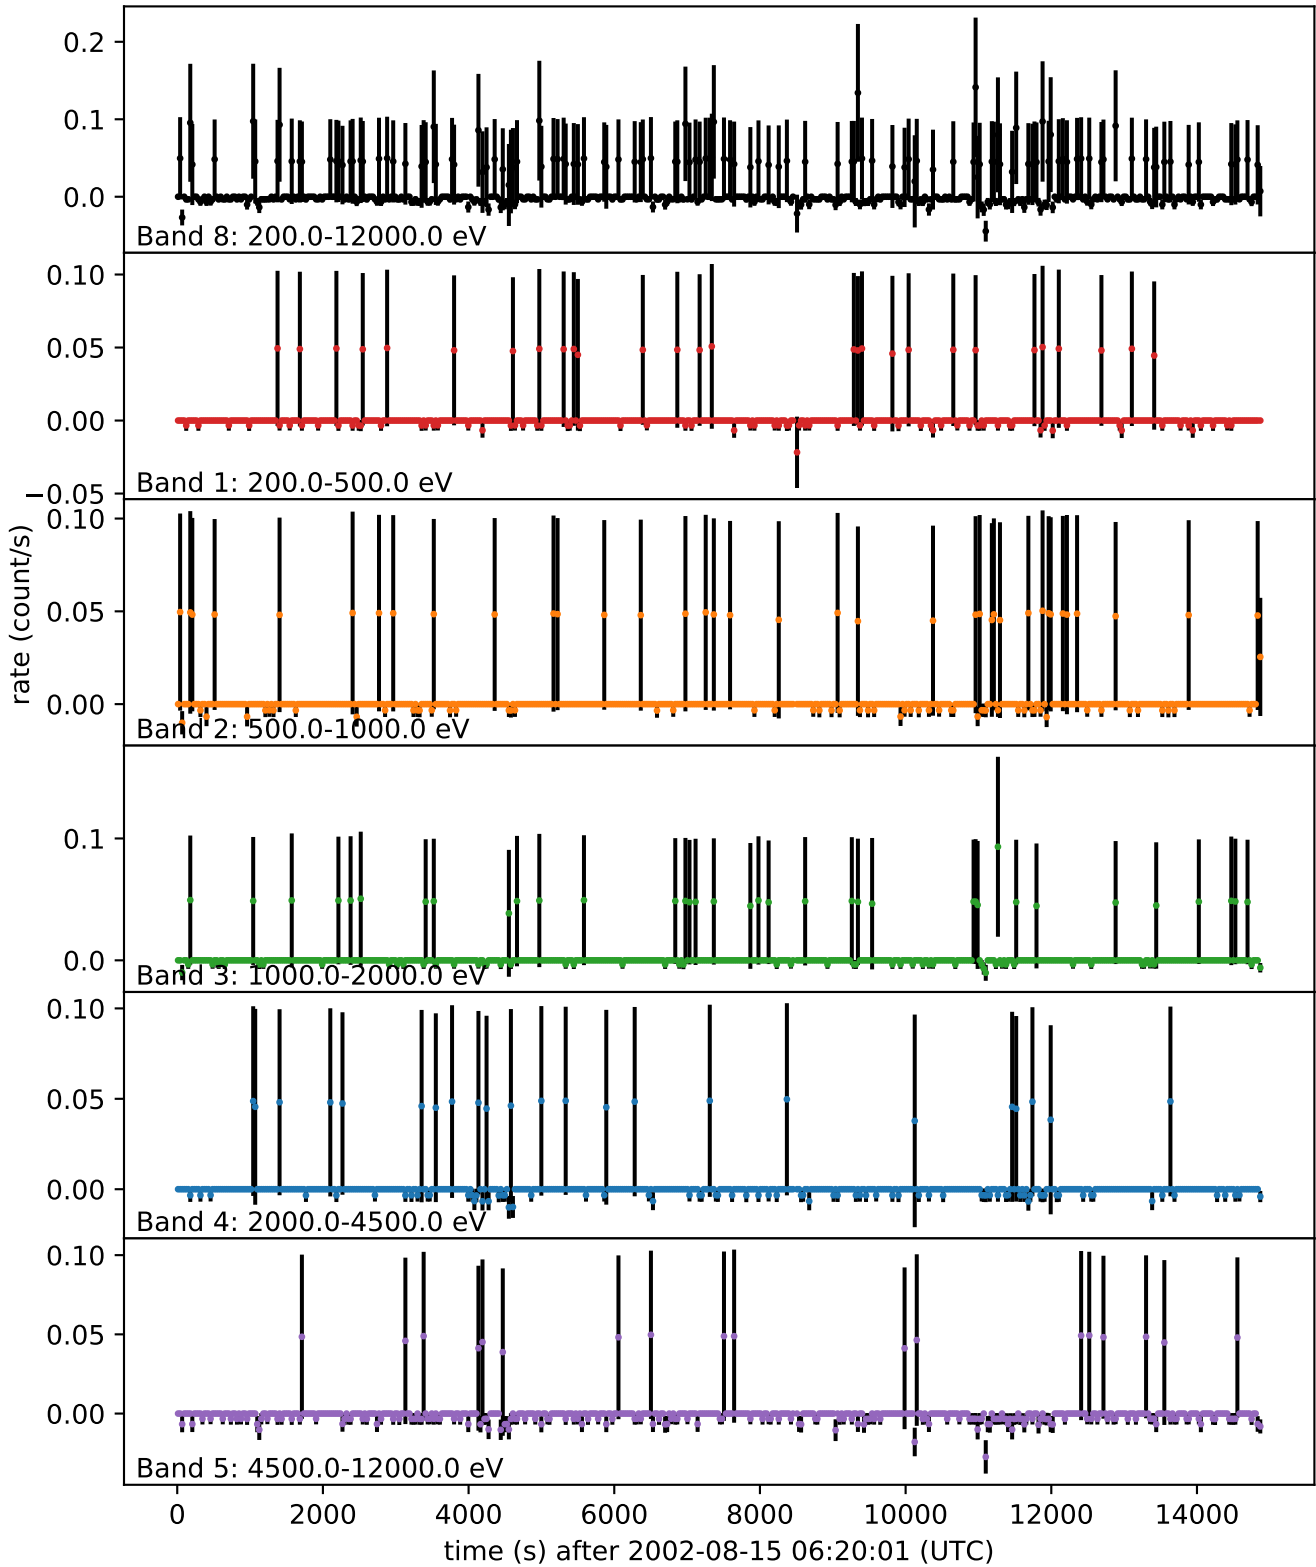 0.2
0.1
0.0
Band 8: 200.0-12000.0 eV
0.10
0.05
0.00
−0.05
Band 1: 200.0-500.0 eV
0.10
0.05
0.00
Band 2: 500.0-1000.0 eV
rate (count/s)
0.1
0.0
Band 3: 1000.0-2000.0 eV
0.10
0.05
0.00
Band 4: 2000.0-4500.0 eV
0.10
0.05
0.00
Band 5: 4500.0-12000.0 eV
0 2000 4000 6000 8000 10000 12000 14000
time (s) after 2002-08-15 06:20:01 (UTC)